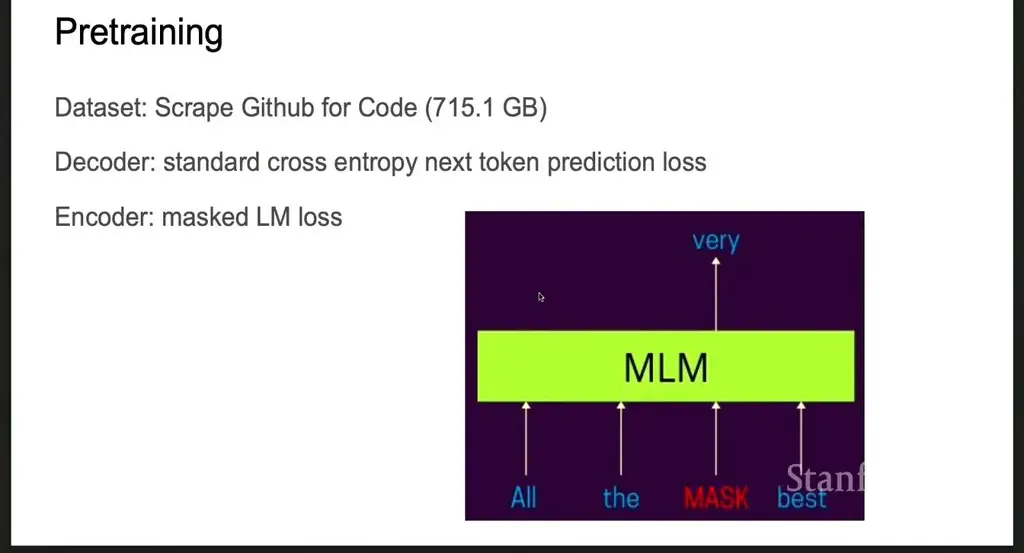 Pretraining
Dataset: Scrape Github for Code (715.1 GB)
Decoder: standard cross entropy next token prediction loss
Encoder: masked LM loss
very
MLM
Stanf
All the MASK best